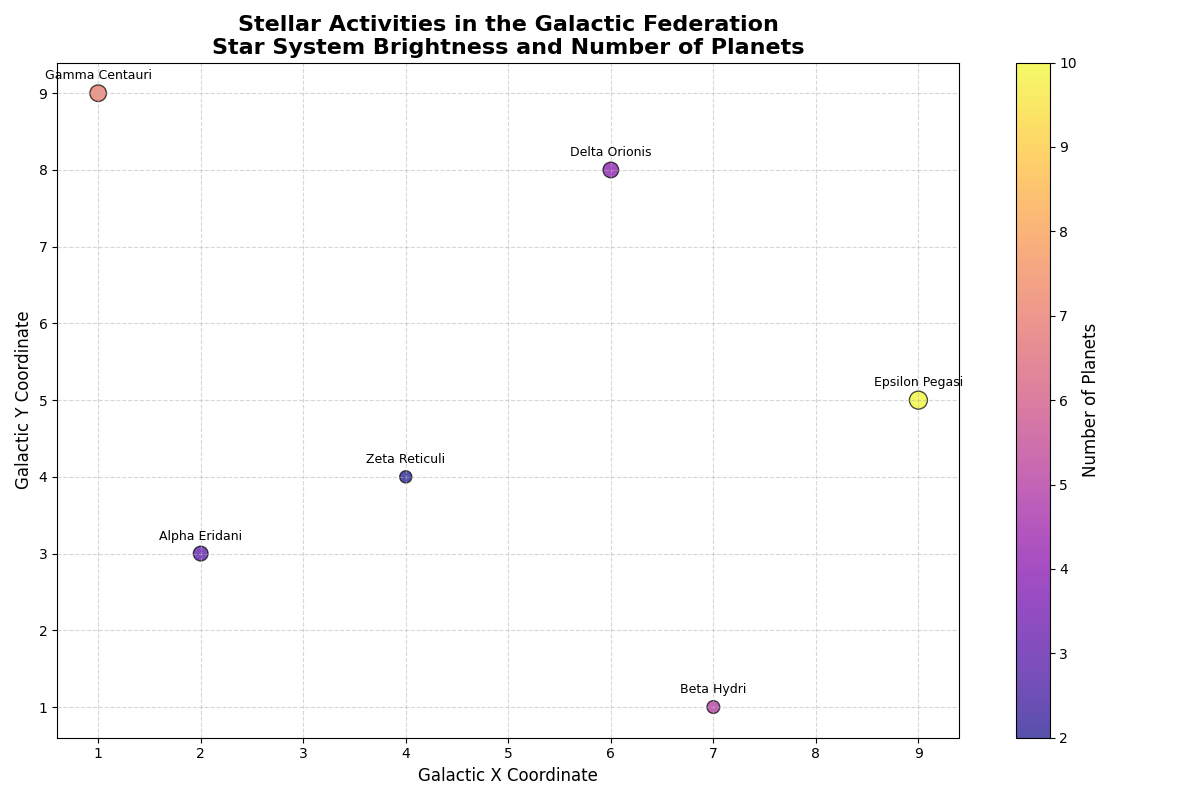 Stellar Activities in the Galactic Federation
Star System Brightness and Number of Planets
Gamma Centauri
Delta Orionis
Epsilon Pegasi
Zeta Reticuli
Alpha Eridani
Beta Hydri
9
8
7
6
5
4
3
2
1
Galactic Y Coordinate
1 2 3 4 5 6 7 8 9
Galactic X Coordinate
10
9
8
7
6
5
4
3
2
Number of Planets